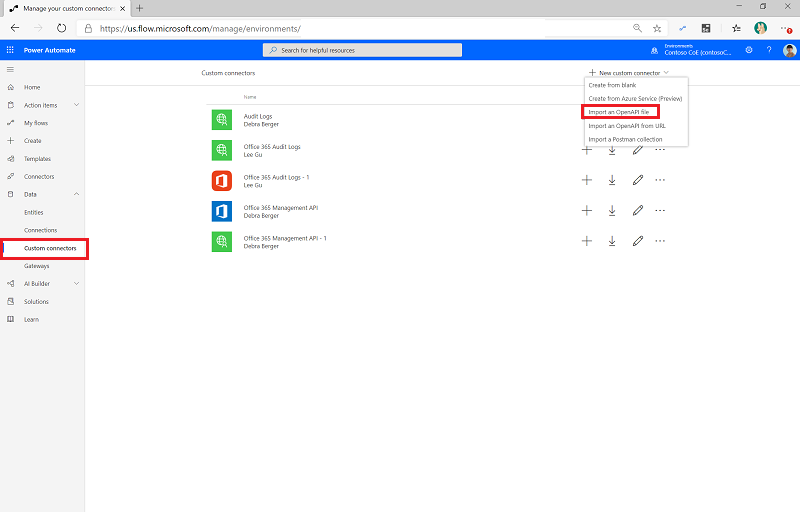 Manage your custom connectors
https://us.flow.microsoft.com/manage/environments/
Power Automate
Search for helpful resources
Environments
Contoso CoE (contosoC...
Home
Action items
My flows
Create
Templates
Connectors
Data
Entities
Connections
Custom connectors
Gateways
AI Builder
Solutions
Learn
Custom connectors
New custom connector
Create from blank
Create from Azure Service (Preview)
Import an OpenAPI file
Import an OpenAPI from URL
Import a Postman collection
Name
Audit Logs
Debra Berger
Office 365 Audit Logs
Lee Gu
Office 365 Audit Logs - 1
Lee Gu
Office 365 Management API
Debra Berger
Office 365 Management API - 1
Debra Berger